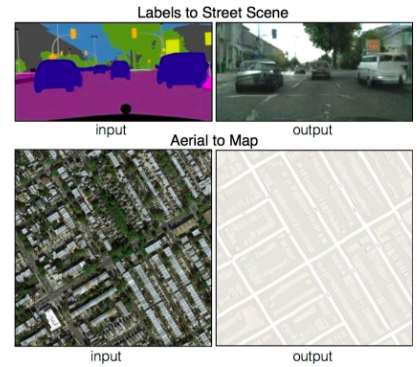 Labels to Street Scene
input
output
Aerial to Map
input
output